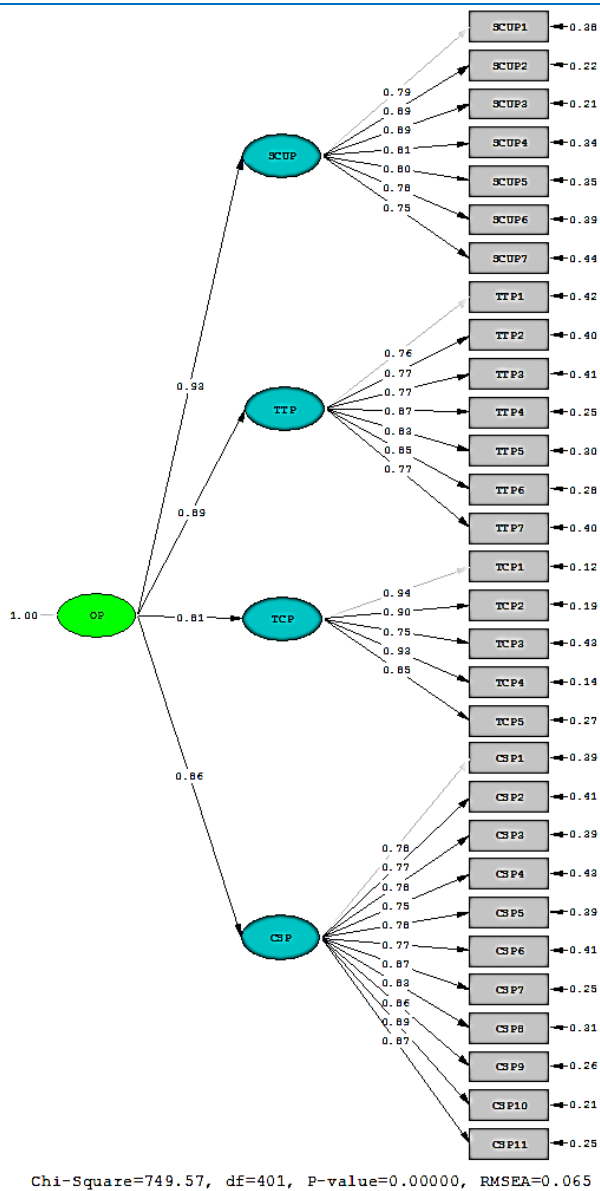 SCUP1 0.38
SCUP2 0.22
0.79
SCUP3 0.21
0.89
0.89
SCUP SCUP4 0.34
0.81
0.80
SCUP5 0.35
0.78
0.75
SCUP6 0.39
SCUP7 0.44
TTP1 0.42
TTP2 0.40
0.76
0.77
TTP3 0.41
0.77
0.93
TTP 0.87 TTP4 0.25
0.83
0.85
TTP5 0.30
0.77
TTP6 0.28
0.89
TTP7 0.40
TCP1 0.12
0.94
TCP2 0.19
0.90
1.00 OP 0.81 TCP
0.75
TCP3 0.43
0.93
0.85
TCP4 0.14
TCP5 0.27
CSP1 0.39
0.86
CSP2 0.41
CSP3 0.39
0.78
0.77
CSP4 0.43
0.78
0.75
CSP5 0.39
0.78
CSP
0.77
CSP6 0.41
0.87
CSP7 0.25
0.83
0.86
CSP8 0.31
0.89
0.87
CSP9 0.26
CSP10 0.21
CSP11 0.25
Chi-Square=749.57, df=401, P-value=0.00000, RMSEA=0.065